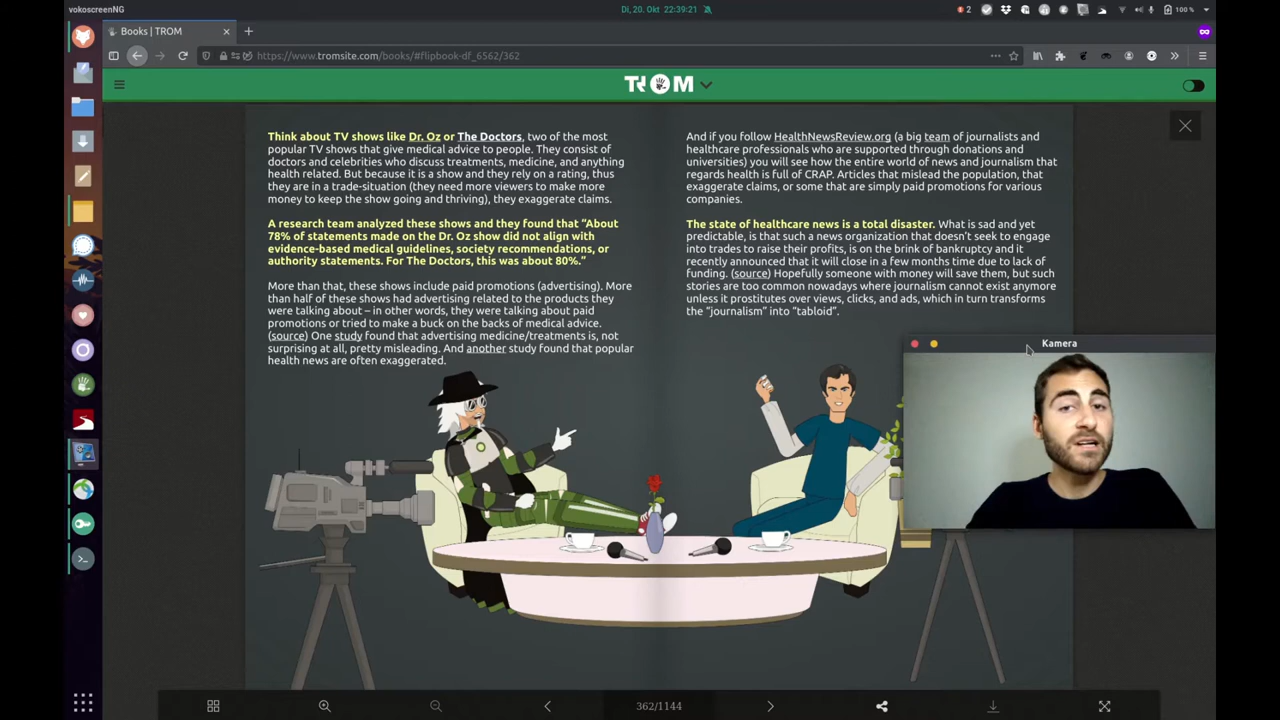 vokoscreenNG
Di, 20. Okt 22:39:21
2
100 %
Books | TROM
https://www.tromsite.com/books/#flipbook-df_6562/362
TROM
Think about TV shows like Dr. Oz or The Doctors, two of the most
popular TV shows that give medical advice to people. They consist of
doctors and celebrities who discuss treatments, medicine, and anything
health related. But because it is a show and they rely on a rating, thus
they are in a trade-situation (they need more viewers to make more
money to keep the show going and thriving), they exaggerate claims.
A research team analyzed these shows and they found that “About
78% of statements made on the Dr. Oz show did not align with
evidence-based medical guidelines, society recommendations, or
authority statements. For The Doctors, this was about 80%.”
More than that, these shows include paid promotions (advertising). More
than half of these shows had advertising related to the products they
were talking about – in other words, they were talking about paid
promotions or tried to make a buck on the backs of medical advice.
(source) One study found that advertising medicine/treatments is, not
surprising at all, pretty misleading. And another study found that popular
health news are often exaggerated.
And if you follow HealthNewsReview.org (a big team of journalists and
healthcare professionals who are supported through donations and
universities) you will see how the entire world of news and journalism that
regards health is full of CRAP. Articles that mislead the population, that
exaggerate claims, or some that are simply paid promotions for various
companies.
The state of healthcare news is a total disaster. What is sad and yet
predictable, is that such a news organization that doesn’t seek to engage
into trades to raise their profits, is on the brink of bankruptcy and it
recently announced that it will close in a few months time due to lack of
funding. (source) Hopefully someone with money will save them, but such
stories are too common nowadays where journalism cannot exist anymore
unless it prostitutes over views, clicks, and ads, which in turn transforms
the “journalism” into “tabloid”.
Kamera
362/1144